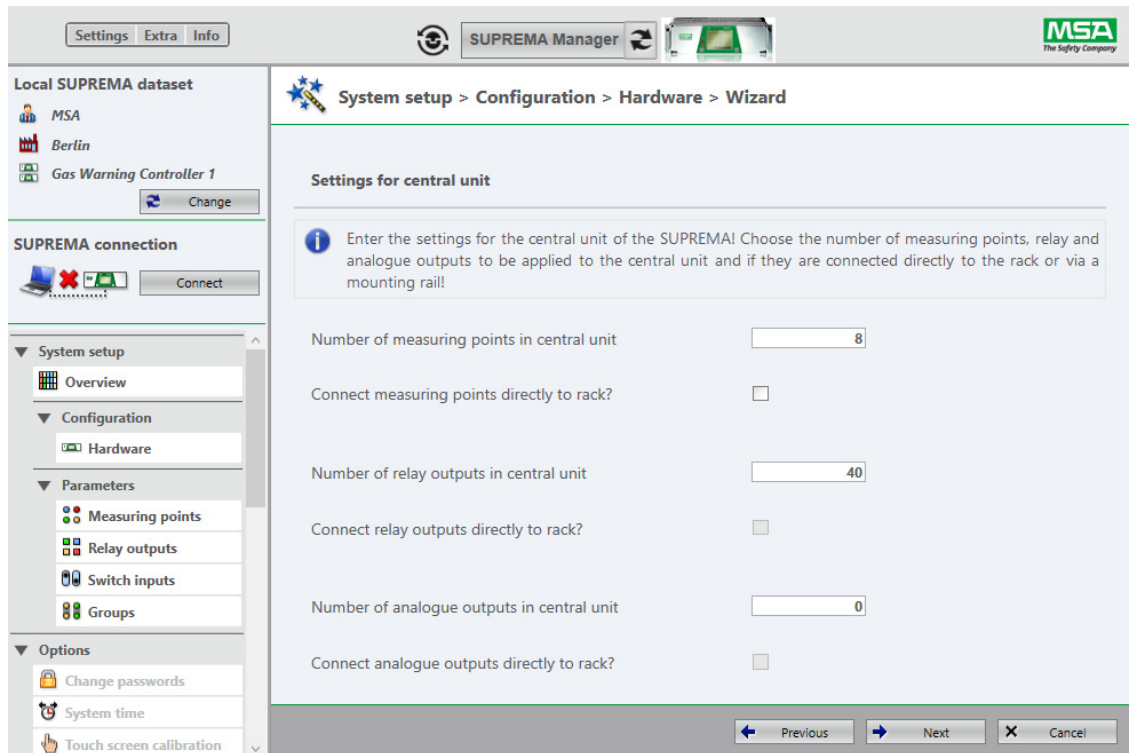 Settings Extra Info
SUPREMA Manager
MSA
The Safety Company
Local SUPREMA dataset
MSA
Berlin
Gas Warning Controller 1
Change
SUPREMA connection
Connect
System setup
Overview
Configuration
Hardware
Parameters
Measuring points
Relay outputs
Switch inputs
Groups
Options
Change passwords
System time
Touch screen calibration
System setup > Configuration > Hardware > Wizard
Settings for central unit
Enter the settings for the central unit of the SUPREMA! Choose the number of measuring points, relay and
analogue outputs to be applied to the central unit and if they are connected directly to the rack or via a
mounting rail!
Number of measuring points in central unit 8
Connect measuring points directly to rack?
Number of relay outputs in central unit 40
Connect relay outputs directly to rack?
Number of analogue outputs in central unit 0
Connect analogue outputs directly to rack?
Previous Next Cancel